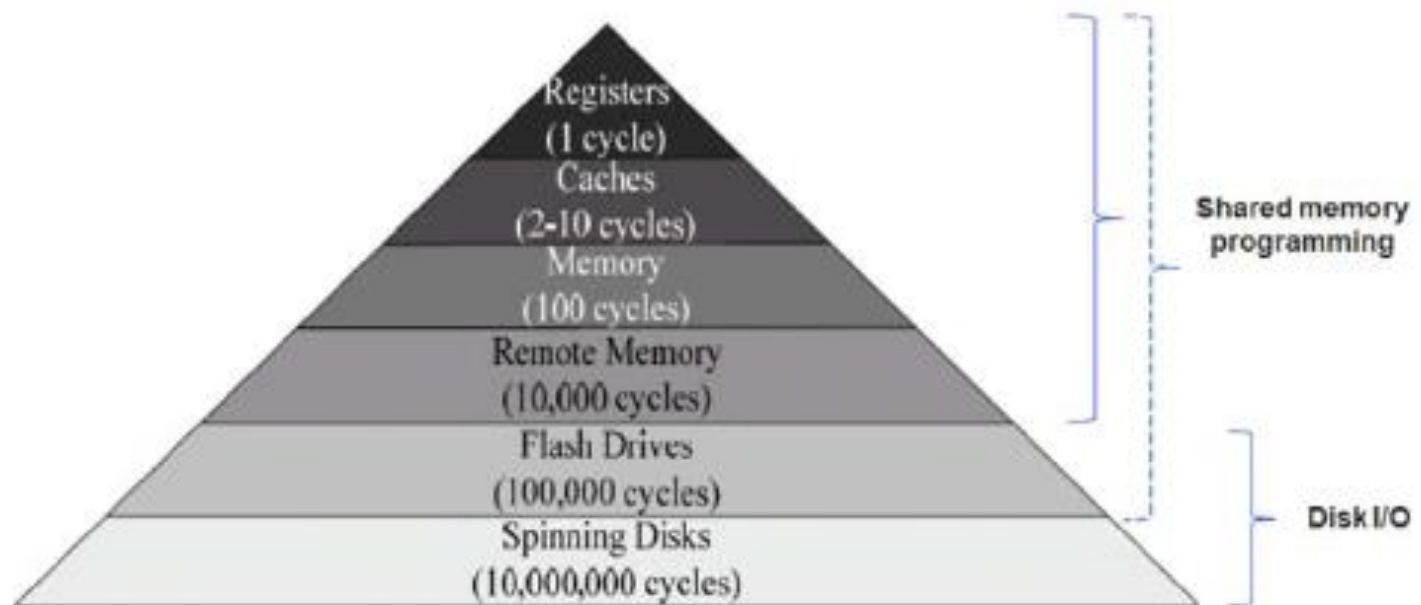 Registers
(1 cycle)
Caches
(2-10 cycles)
Memory
(100 cycles)
Remote Memory
(10,000 cycles)
Flash Drives
(100,000 cycles)
Spinning Disks
(10,000,000 cycles)
Shared memory
programming
Disk I/O